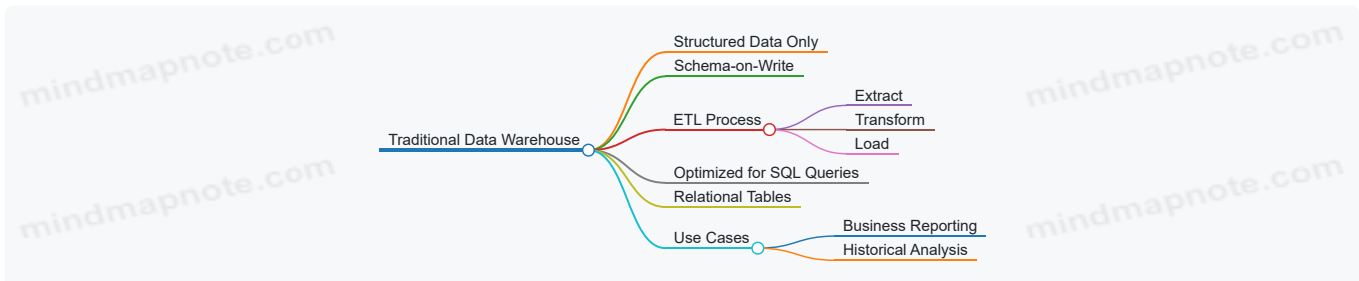 mindmapnote.com
mindmapnote.com
Structured Data Only
Schema-on-Write
Extract
ETL Process
Transform
Load
Traditional Data Warehouse
Optimized for SQL Queries
Relational Tables
mindmapnote.com
mindmapnote.com
Use Cases
Business Reporting
Historical Analysis